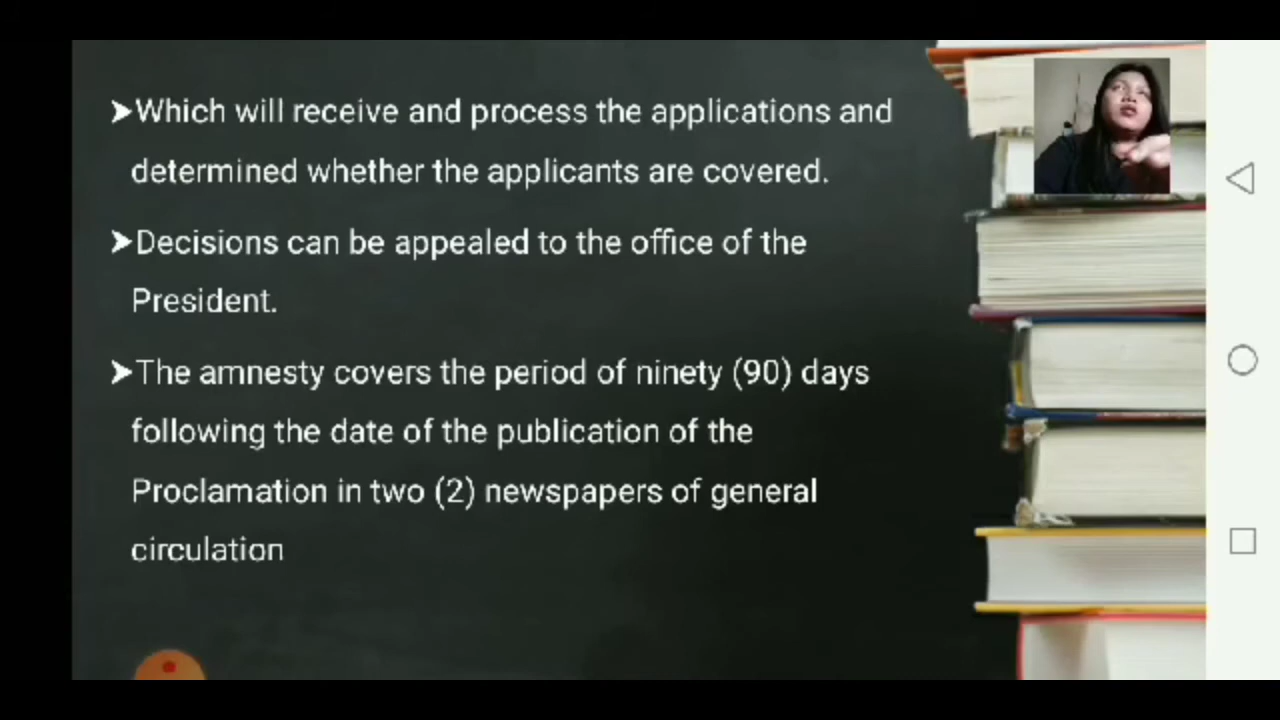 ➤Which will receive and process the applications and
determined whether the applicants are covered.
➤Decisions can be appealed to the office of the
President.
➤The amnesty covers the period of ninety (90) days
following the date of the publication of the
Proclamation in two (2) newspapers of general
circulation